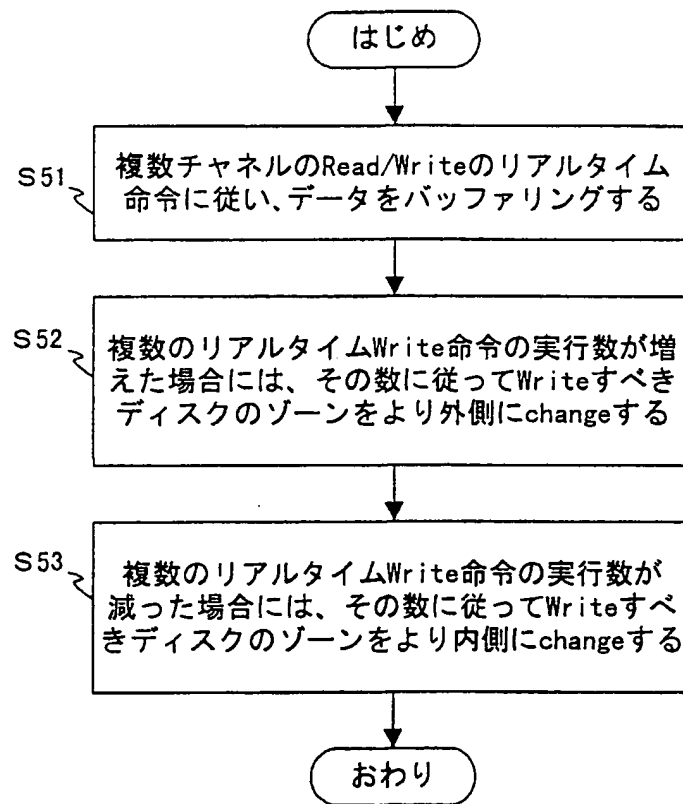 はじめ
S51
複数チャネルのRead/Writeのリアルタイム
命令に従い、データをバッファリングする
S52
複数のリアルタイムWrite命令の実行数が増
えた場合には、その数に従ってWriteすべき
ディスクのゾーンをより外側にchangeする
S53
複数のリアルタイムWrite命令の実行数が
減った場合には、その数に従ってWriteすべ
きディスクのゾーンをより内側にchangeする
おわり